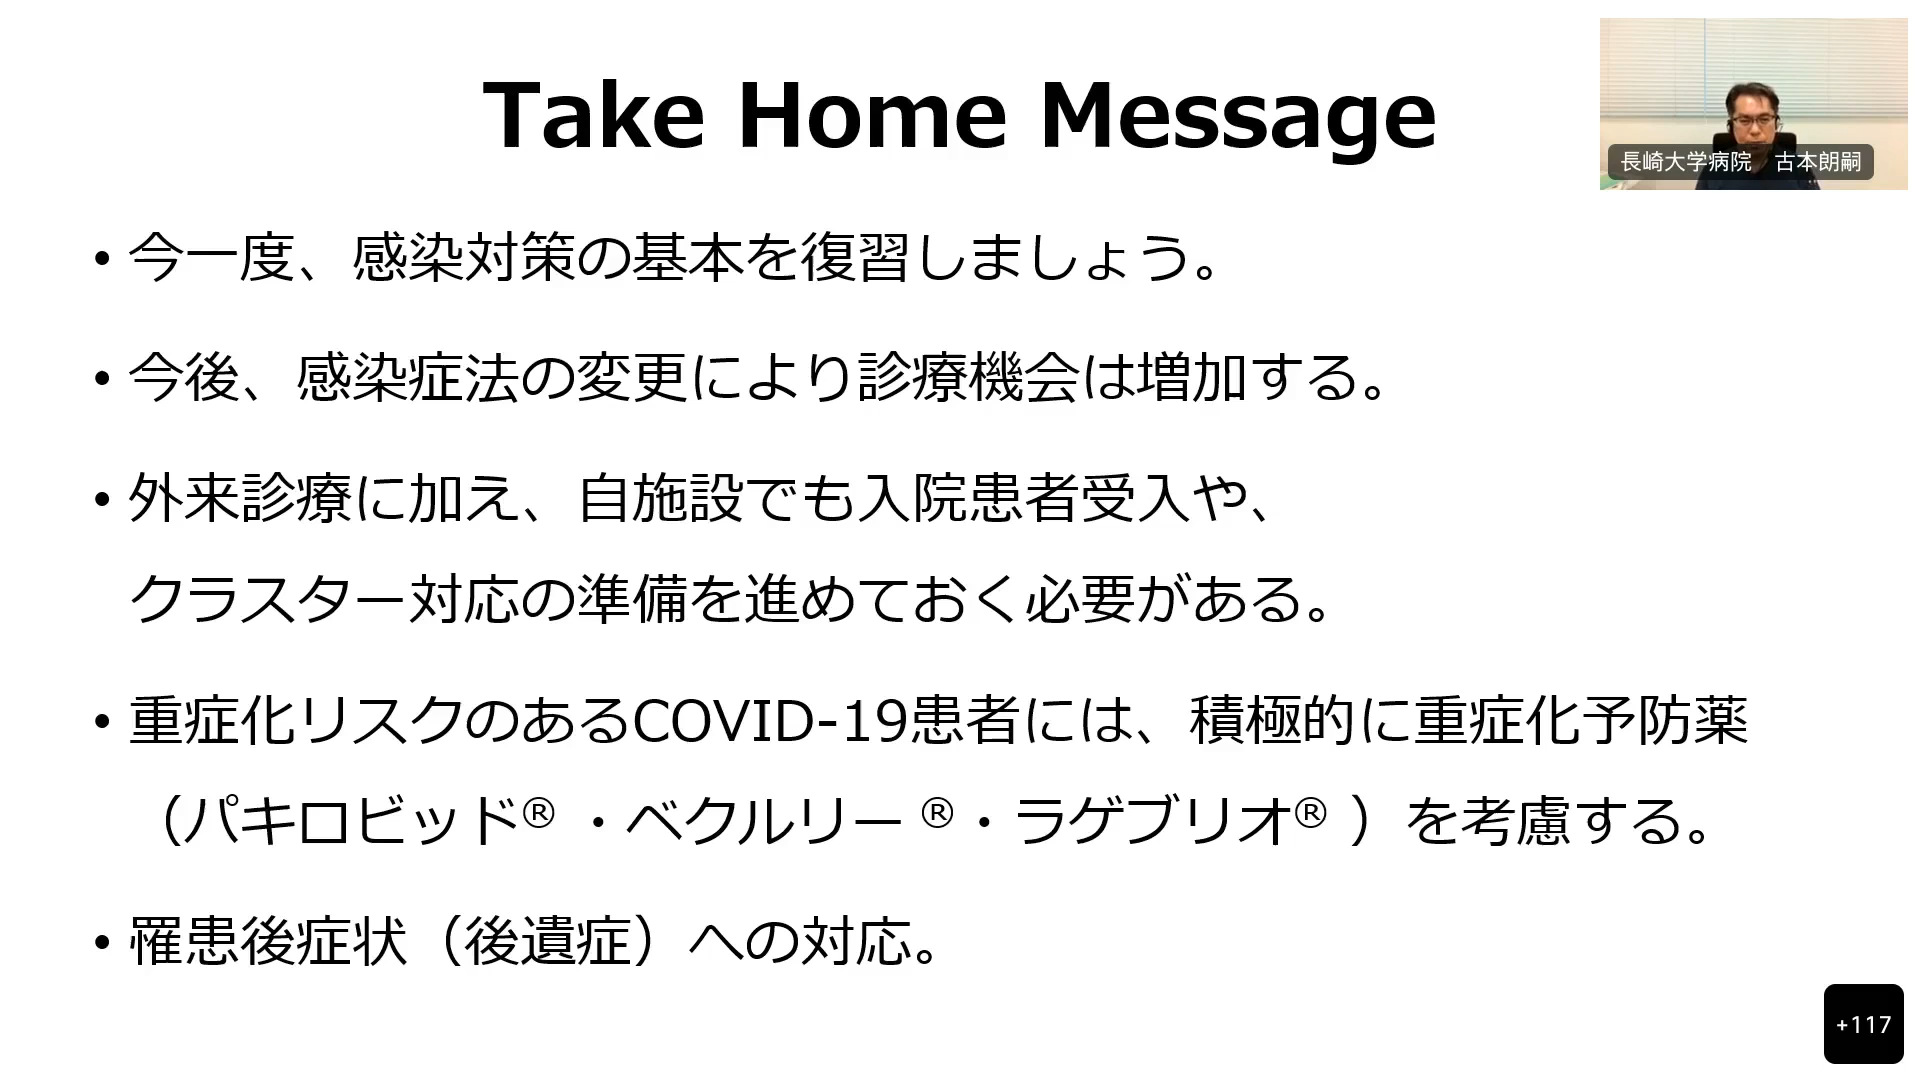 Take Home Message
長崎大学病院　古本朗嗣
• 今一度、感染対策の基本を復習しましょう。
• 今後、感染症法の変更により診療機会は増加する。
• 外来診療に加え、自施設でも入院患者受入や、
クラスター対応の準備を進めておく必要がある。
• 重症化リスクのあるCOVID-19患者には、積極的に重症化予防薬
（パキロビッド® ・ベクルリー ®・ラゲブリオ® ）を考慮する。
• 罹患後症状（後遺症）への対応。
+117